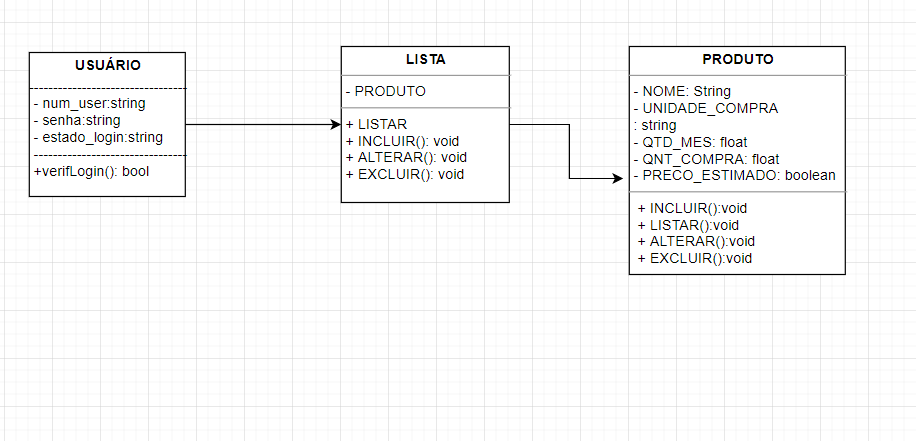 USUÁRIO
- num_user:string
- senha:string
- estado_login:string
+verifLogin(): bool
LISTA
- PRODUTO
+ LISTAR
+ INCLUIR(): void
+ ALTERAR(): void
+ EXCLUIR(): void
PRODUTO
- NOME: String
- UNIDADE_COMPRA
: string
- QTD_MES: float
- QNT_COMPRA: float
- PRECO_ESTIMADO: boolean
+ INCLUIR():void
+ LISTAR():void
+ ALTERAR():void
+ EXCLUIR():void